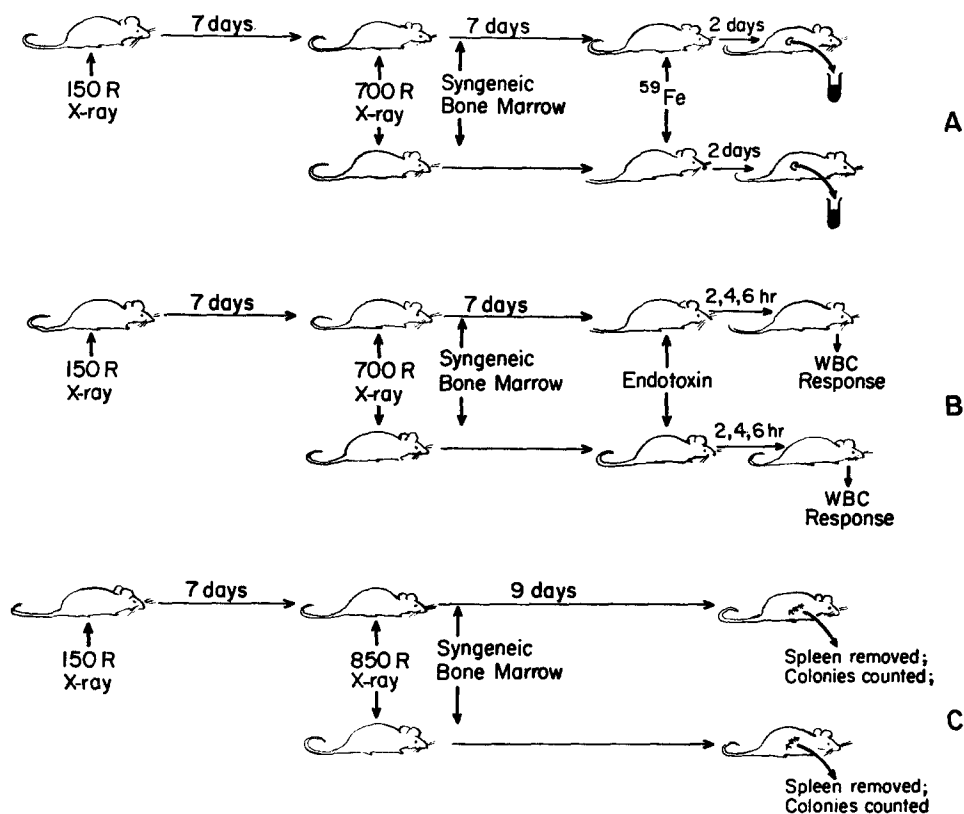 7 days.
7 days
2 days
150 R
X-ray
700 R
X-ray
Syngeneic
Bone Marrow
59Fe
2 days
A
7 days
7 days
2,4,6 hr
150 R
X-ray
700 R
X-ray
Syngeneic
Bone Marrow
Endotoxin
WBC
Response
B
2,4,6 hr
WBC
Response
7 days
9 days
150 R
X-ray
850 R
X-ray
Syngeneic
Bone Marrow
Spleen removed;
Colonies counted;
C
Spleen removed;
Colonies counted